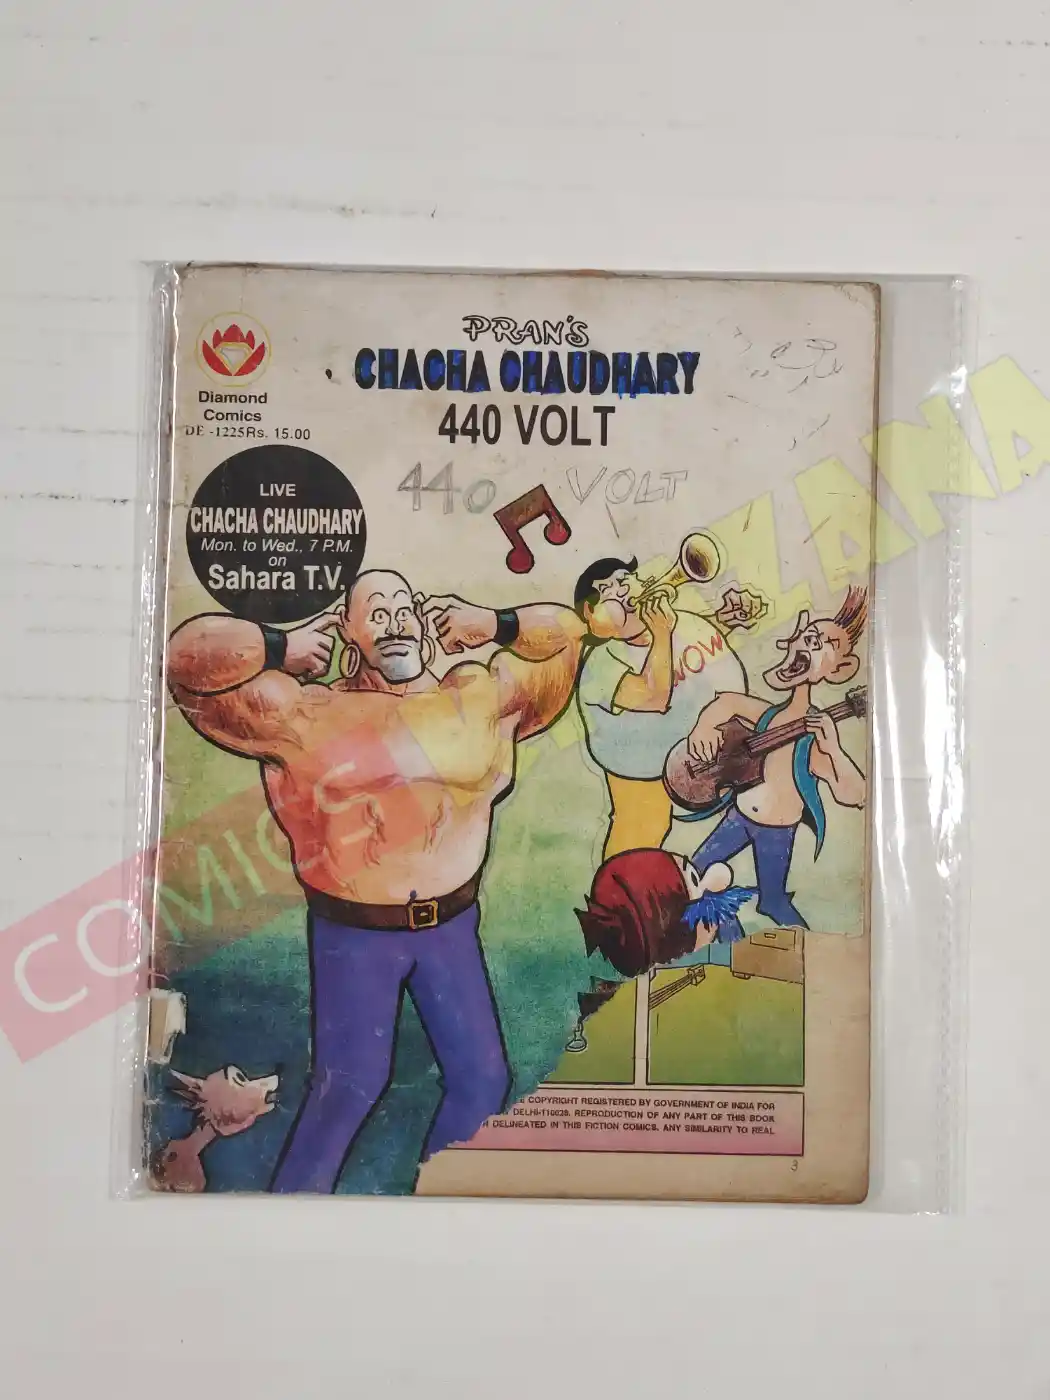 PRAN'S
CHACHA CHAUDHARY
440 VOLT
Diamond
Comics
DE -1225Rs. 15.00
440 VOLT
LIVE
CHACHA CHAUDHARY
Mon. to Wed., 7 P.M.
on
Sahara T.V.
WOW
COPYRIGHT REGISTERED BY GOVERNMENT OF INDIA FOR
DELHI-110028. REPRODUCTION OF ANY PART OF THIS BOOK
DELINEATED IN THIS FICTION COMICS. ANY SIMILARITY TO REAL
3
COMICS KHAZANA